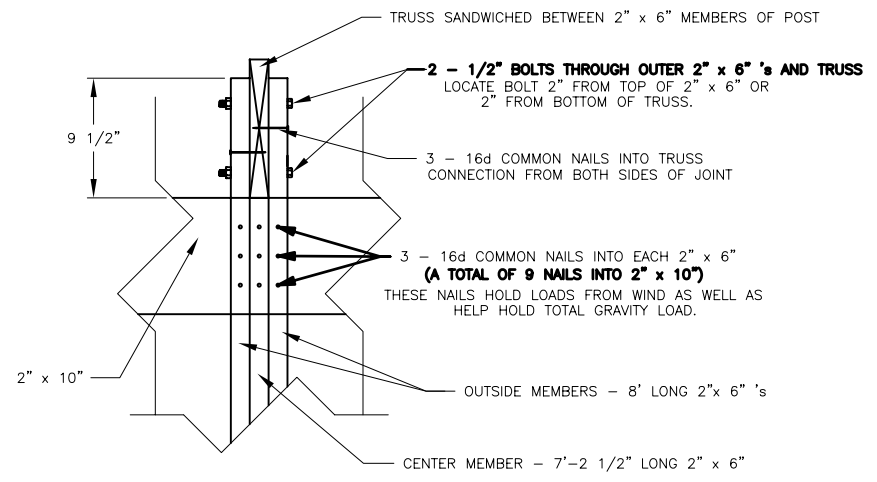 TRUSS SANDWICHED BETWEEN 2" x 6" MEMBERS OF POST
2 - 1/2" BOLTS THROUGH OUTER 2" x 6" 's AND TRUSS
LOCATE BOLT 2" FROM TOP OF 2" x 6" OR
2" FROM BOTTOM OF TRUSS.
9 1/2"
3 - 16d COMMON NAILS INTO TRUSS
CONNECTION FROM BOTH SIDES OF JOINT
3 - 16d COMMON NAILS INTO EACH 2" x 6"
(A TOTAL OF 9 NAILS INTO 2" x 10")
THESE NAILS HOLD LOADS FROM WIND AS WELL AS
HELP HOLD TOTAL GRAVITY LOAD.
2" x 10"
OUTSIDE MEMBERS - 8' LONG 2"x 6" 's
CENTER MEMBER - 7'-2 1/2" LONG 2" x 6"